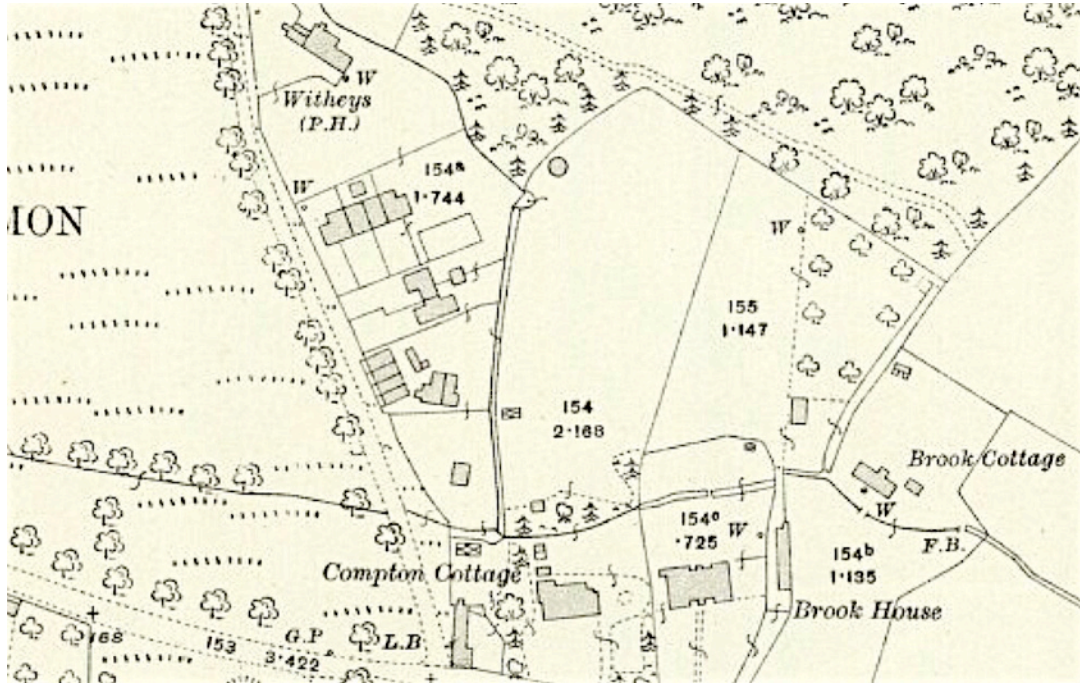 W
Witheys
(P.H.)
154a
1·744
W
MON
W
155
1·147
154
2·168
Brook Cottage
W
F.B.
154c
·725
W
154b
1·135
Compton Cottage
Brook House
168
153
3·422
G.P
L.B